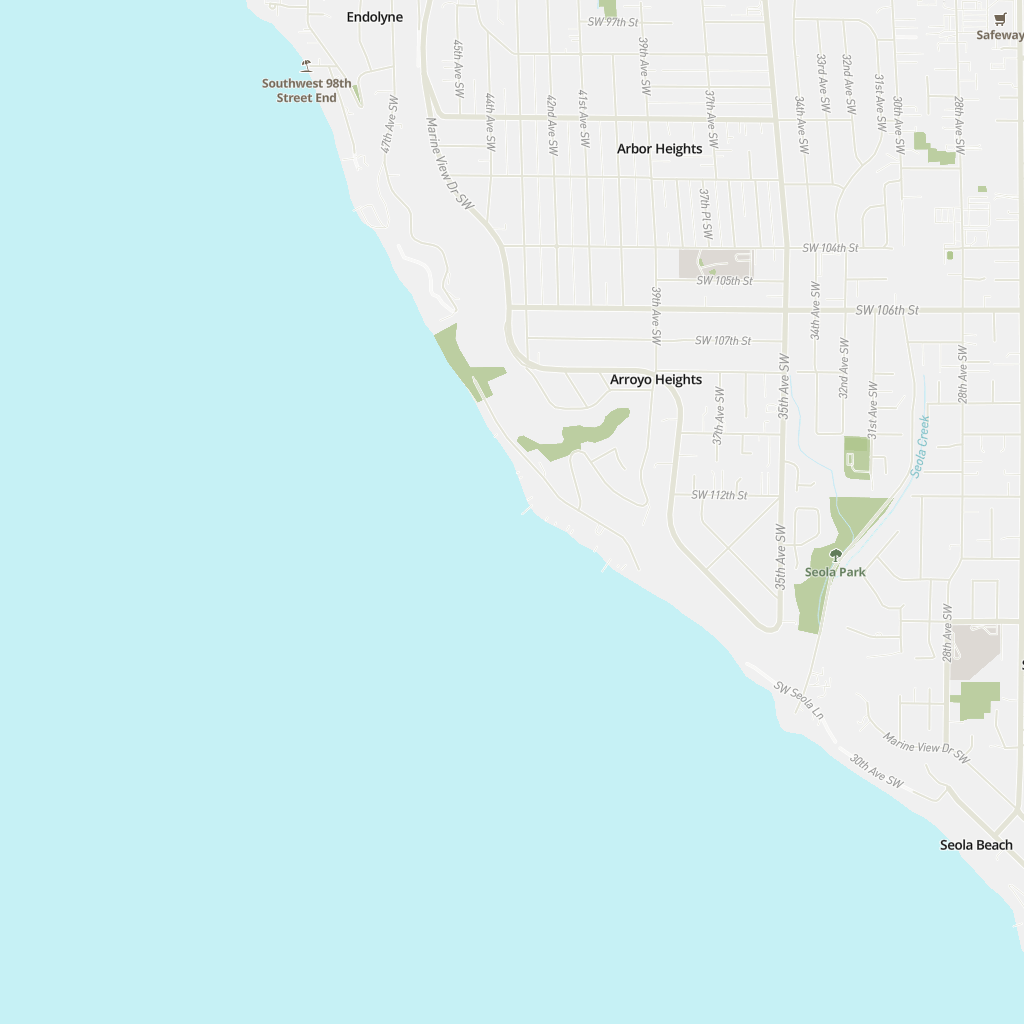 Endolyne
SW 97th St
Safeway
Southwest 98th
Street End
45th Ave SW
39th Ave SW
33rd Ave SW
32nd Ave SW
31st Ave SW
47th Ave SW
44th Ave SW
42nd Ave SW
41st Ave SW
37th Ave SW
34th Ave SW
30th Ave SW
28th Ave SW
Marine View Dr SW
Arbor Heights
37th Pl SW
SW 104th St
SW 105th St
39th Ave SW
34th Ave SW
SW 106th St
SW 107th St
32nd Ave SW
28th Ave SW
Arroyo Heights
35th Ave SW
37th Ave SW
31st Ave SW
Seola Creek
SW 112th St
35th Ave SW
Seola Park
28th Ave SW
SW Seola Ln
Marine View Dr SW
30th Ave SW
Seola Beach